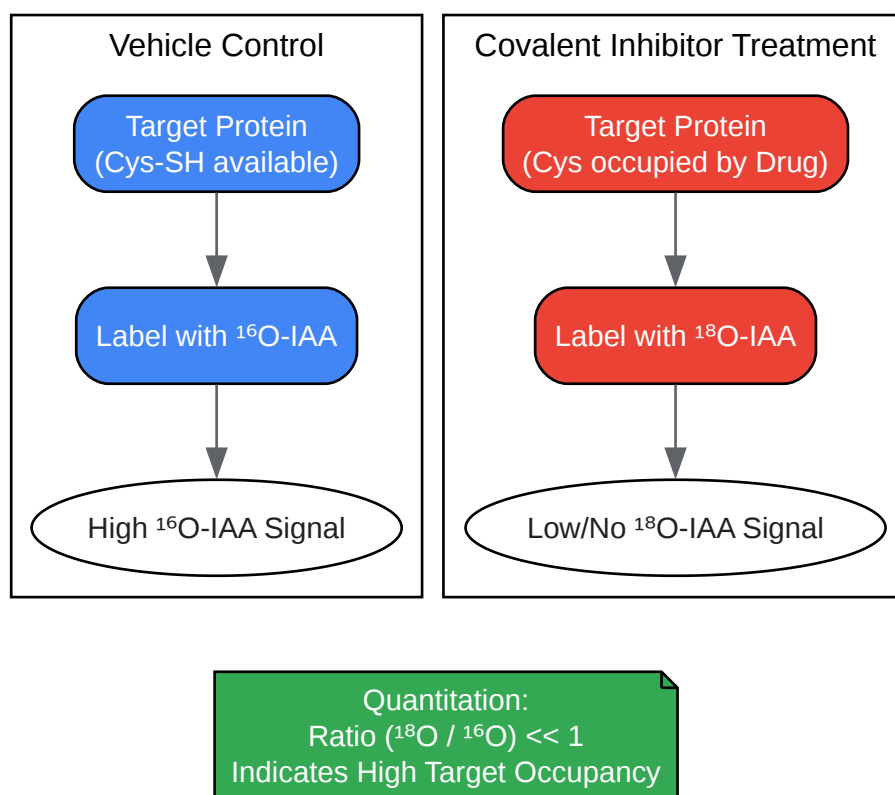 Vehicle Control
Target Protein
(Cys-SH available)
Label with ¹⁶O-IAA
High ¹⁶O-IAA Signal
Covalent Inhibitor Treatment
Target Protein
(Cys occupied by Drug)
Label with ¹⁸O-IAA
Low/No ¹⁸O-IAA Signal
Quantitation:
Ratio (¹⁸O / ¹⁶O) << 1
Indicates High Target Occupancy